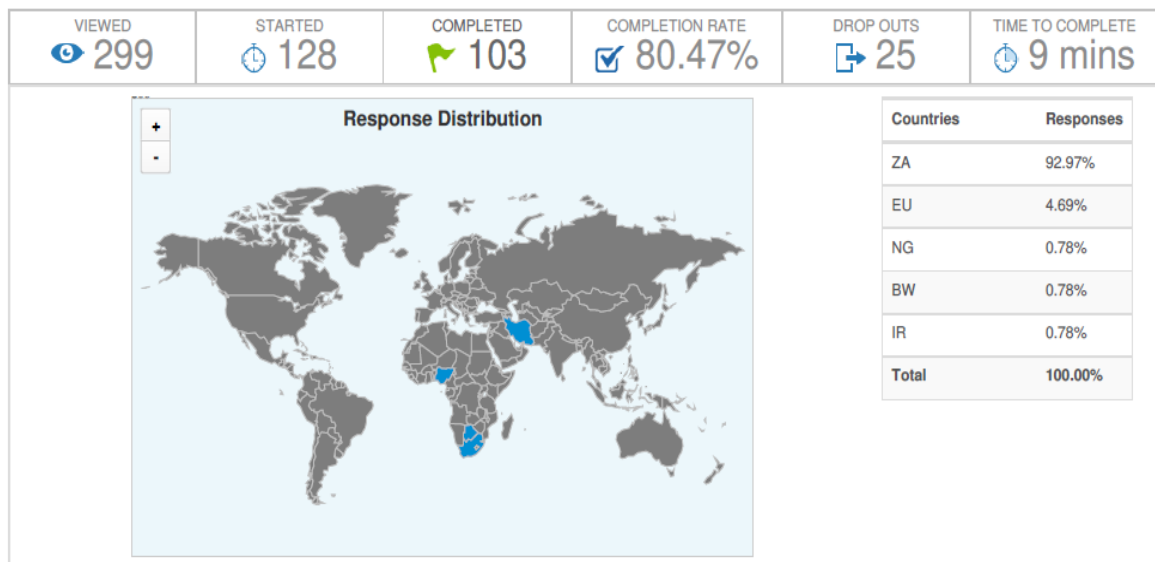 VIEWED STARTED COMPLETED COMPLETION RATE DROP OUTS TIME TO COMPLETE
299 128 103 80.47% 25 9 mins
Response Distribution
+
-
Countries Responses
ZA 92.97%
EU 4.69%
NG 0.78%
BW 0.78%
IR 0.78%
Total 100.00%